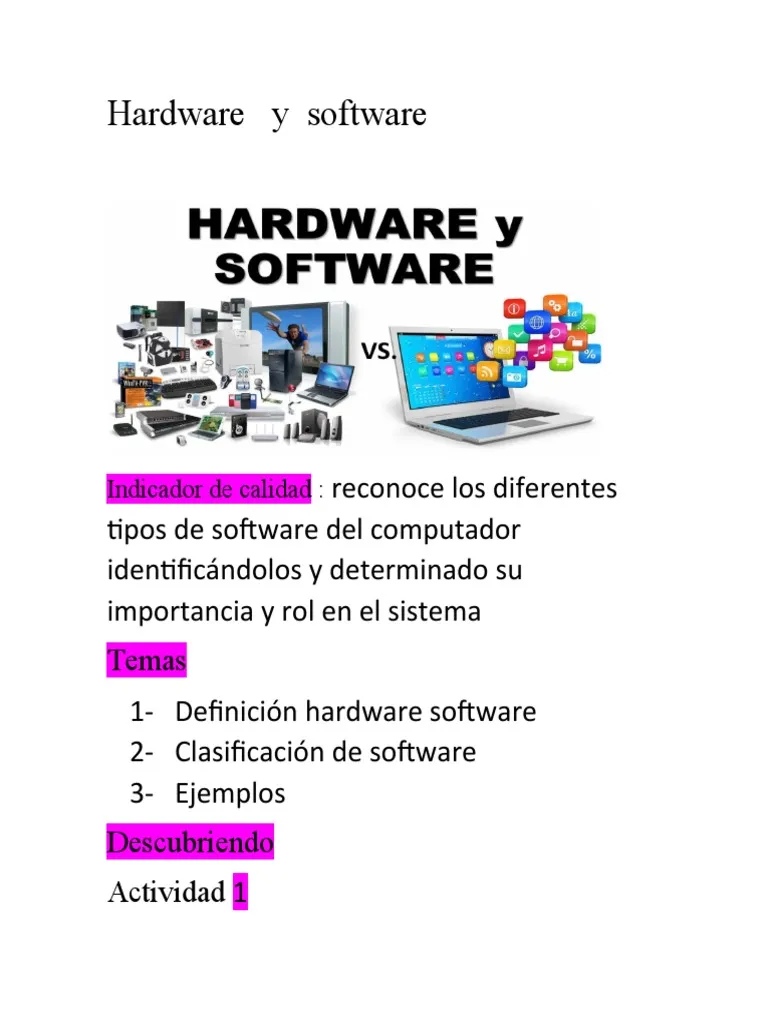 Hardware y software
HARDWARE y
SOFTWARE
vs.
Indicador de calidad : reconoce los diferentes
tipos de software del computador
identificándolos y determinado su
importancia y rol en el sistema
Temas
1- Definición hardware software
2- Clasificación de software
3- Ejemplos
Descubriendo
Actividad 1